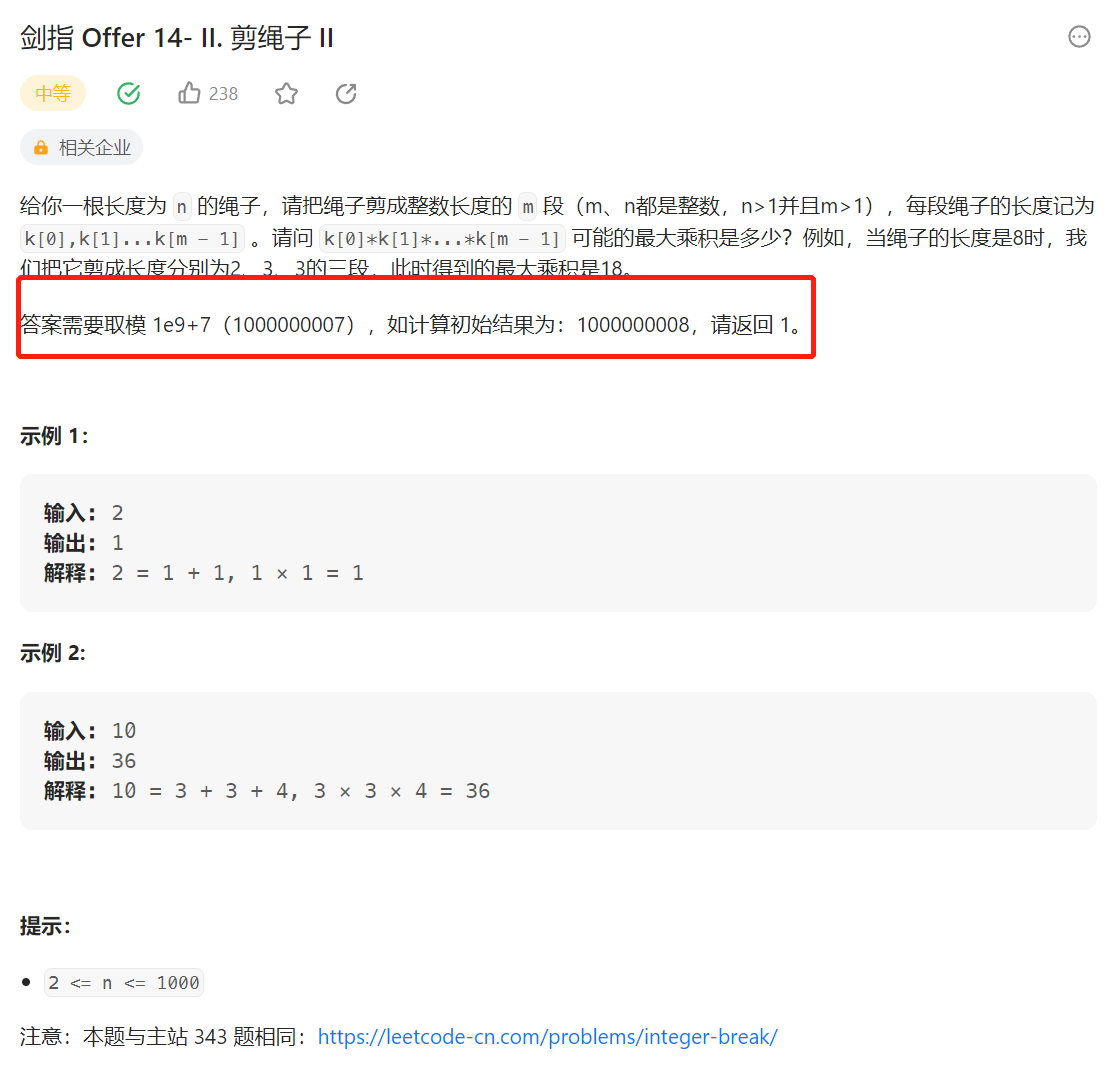 剑指 Offer 14- II. 剪绳子 II
中等
238
相关企业
给你一根长度为 n 的绳子，请把绳子剪成整数长度的 m 段（m、n都是整数，n>1并且m>1），每段绳子的长度记为
k[0],k[1]...k[m - 1] 。请问 k[0]*k[1]*...*k[m - 1] 可能的最大乘积是多少？例如，当绳子的长度是8时，我
们把它剪成长度分别为2、3、3的三段，此时得到的最大乘积是18。
答案需要取模 1e9+7（1000000007），如计算初始结果为：1000000008，请返回 1。
示例 1：
输入： 2
输出： 1
解释： 2 = 1 + 1, 1 × 1 = 1
示例 2:
输入： 10
输出： 36
解释： 10 = 3 + 3 + 4, 3 × 3 × 4 = 36
提示：
2 <= n <= 1000
注意：本题与主站 343 题相同：https://leetcode-cn.com/problems/integer-break/